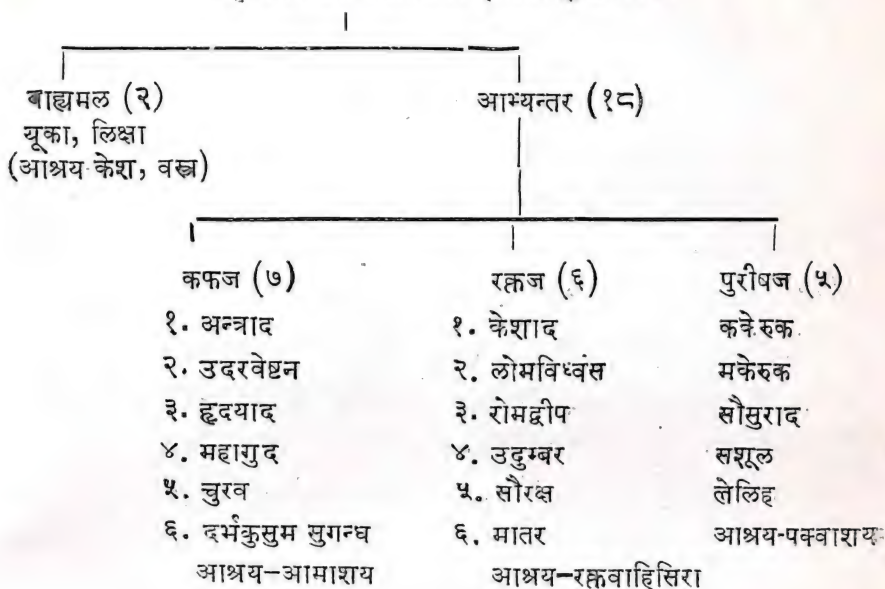 बाह्यमल (२)
यूका, लिक्षा
(आश्रय केश, वस्त्र)
आभ्यन्तर (१८)
कफज (७)
१. अन्त्राद
२. उदरवेष्टन
३. हृदयाद
४. महागुद
५. चुरव
६. दर्भकुसुम सुगन्ध
आश्रय-आमाशय
रक्तज (६)
१. केशाद
२. लोमविध्वंस
३. रोमद्वीप
४. उदुम्बर
५. सौरक्ष
६. मातर
आश्रय-रक्तवाहिसिरा
पुरीषज (५)
ककेरुक
मकेरुक
सौसुराद
सशूल
लेलिह
आश्रय-पक्वाशय